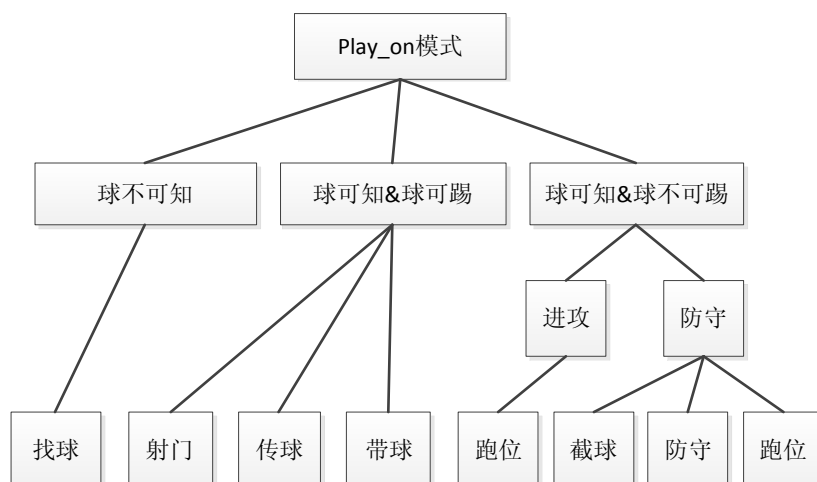 Play_on模式
球不可知
球可知&球可踢
球可知&球不可踢
进攻
防守
找球
射门
传球
带球
跑位
截球
防守
跑位